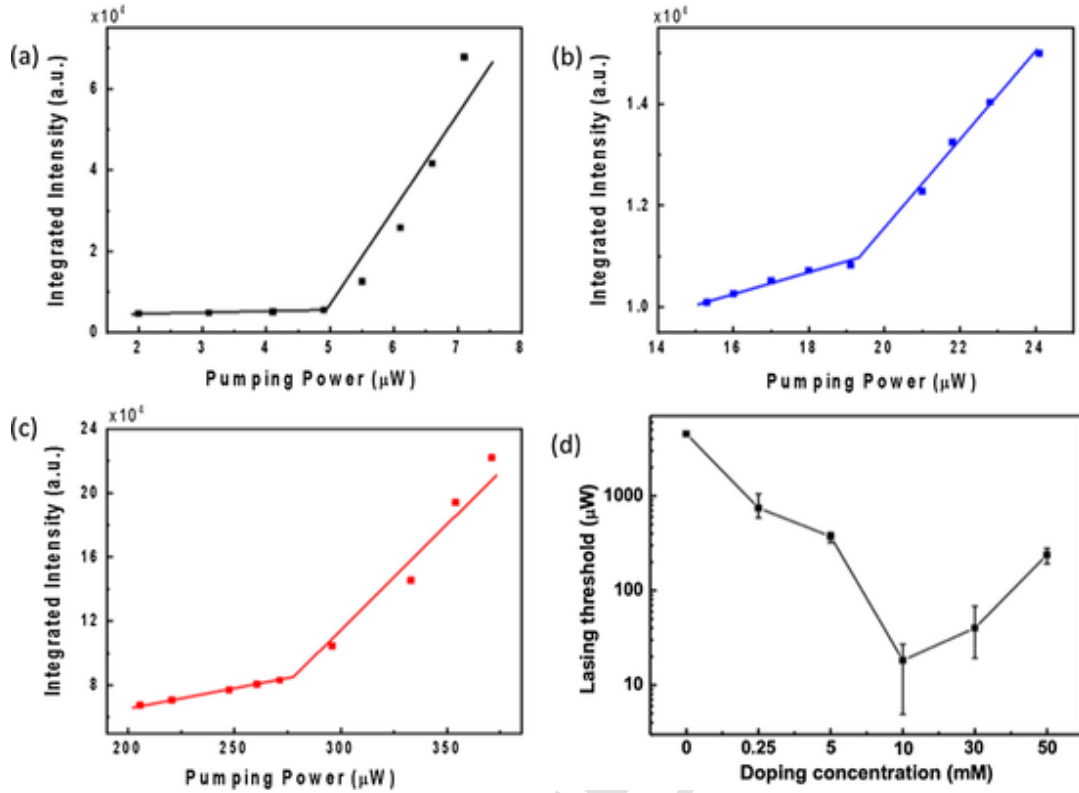 (a)
x10⁴
Integrated Intensity (a.u.)
6
4
2
0
2 3 4 5 6 7 8
Pumping Power (μW)
(b)
x10⁴
Integrated Intensity (a.u.)
1.4
1.2
1.0
14 16 18 20 22 24
Pumping Power (μW)
(c)
x10⁴
Integrated Intensity (a.u.)
24
20
16
12
8
200 250 300 350
Pumping Power (μW)
(d)
Lasing threshold (μW)
1000
100
10
0 0.25 5 10 30 50
Doping concentration (mM)